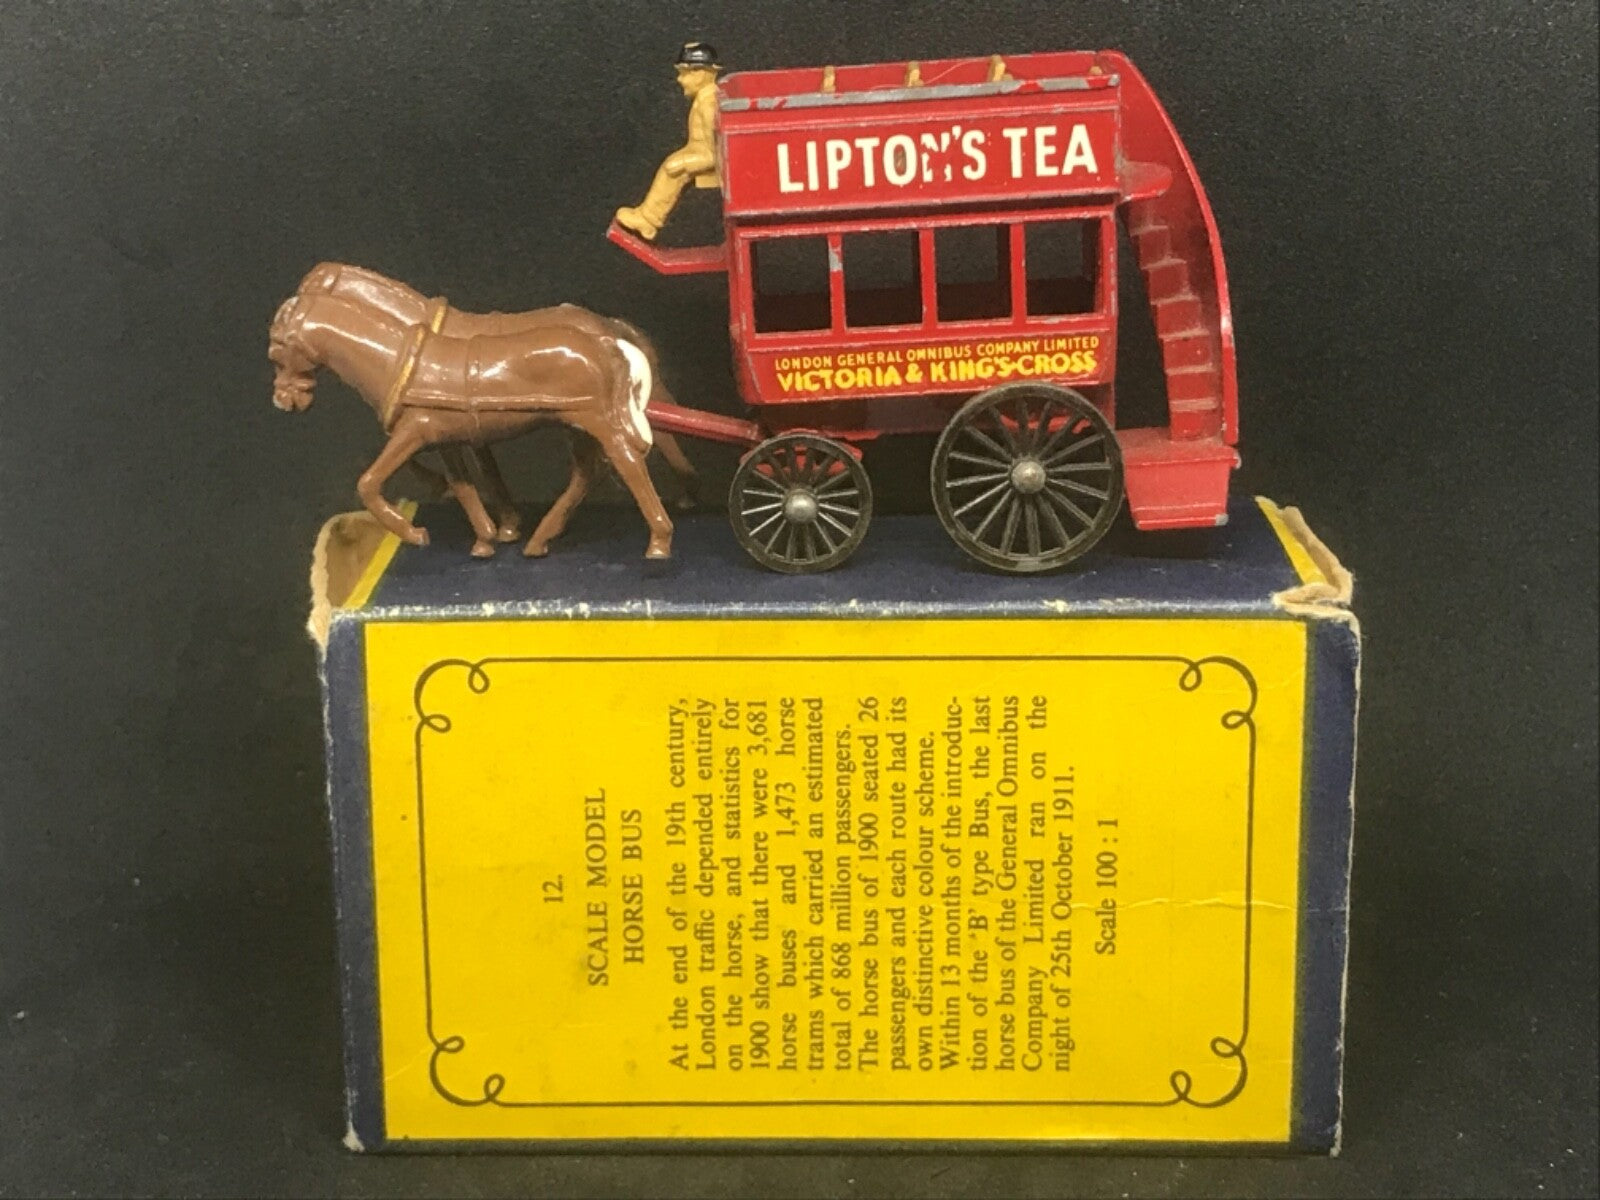 LIPTON'S TEA
LONDON GENERAL OMNIBUS COMPANY LIMITED
VICTORIA & KING'S CROSS
12.
SCALE MODEL
HORSE BUS
At the end of the 19th century,
London traffic depended entirely
on the horse, and statistics for
1900 show that there were 3,681
horse buses and 1,473 horse
trams which carried an estimated
total of 868 million passengers.
The horse bus of 1900 seated 26
passengers and each route had its
own distinctive colour scheme.
Within 13 months of the introduc-
tion of the 'B' type Bus, the last
horse bus of the General Omnibus
Company Limited ran on the
night of 25th October 1911.
Scale 100 : 1